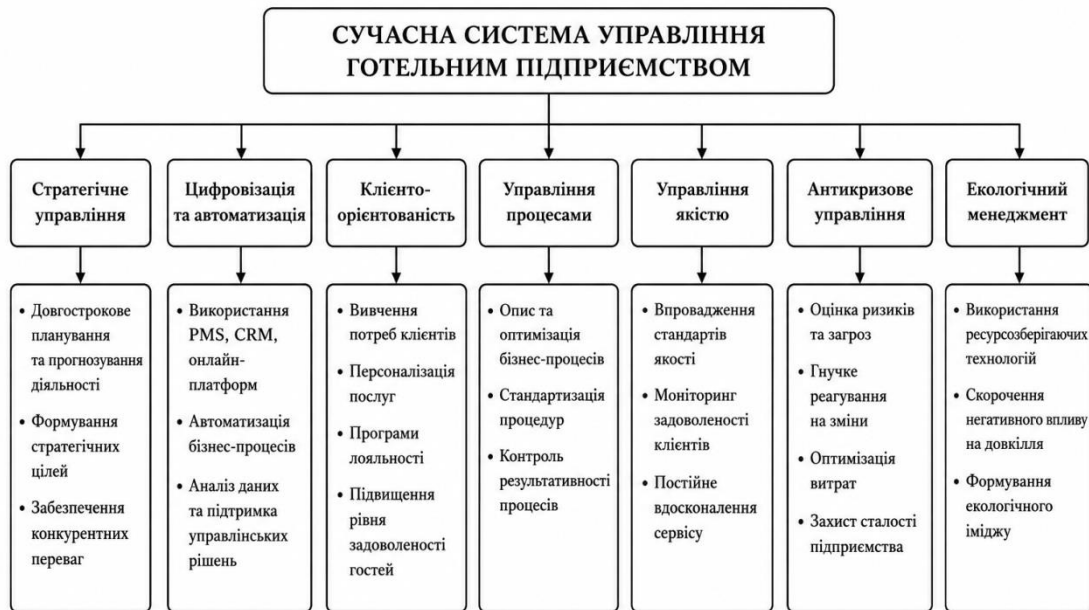 СУЧАСНА СИСТЕМА УПРАВЛІННЯ
ГОТЕЛЬНИМ ПІДПРИЄМСТВОМ
Стратегічне
управління
Цифровізація
та автоматизація
Клієнто-
орієнтованість
Управління
процесами
Управління
якістю
Антикризове
управління
Екологічний
менеджмент
• Довгострокове
планування
та прогнозування
діяльності
• Формування
стратегічних
цілей
• Забезпечення
конкурентних
переваг
• Використання
PMS, CRM,
онлайн-
платформ
• Автоматизація
бізнес-процесів
• Аналіз даних
та підтримка
управлінських
рішень
• Вивчення
потреб клієнтів
• Персоналізація
послуг
• Програми
лояльності
• Підвищення
рівня
задоволеності
гостей
• Опис та
оптимізація
бізнес-процесів
• Стандартизація
процедур
• Контроль
результативності
процесів
• Впровадження
стандартів
якості
• Моніторинг
задоволеності
клієнтів
• Постійне
вдосконалення
сервісу
• Оцінка ризиків
та загроз
• Гнучке
реагування
на зміни
• Оптимізація
витрат
• Захист сталості
підприємства
• Використання
ресурсозберігаючих
технологій
• Скорочення
негативного впливу
на довкілля
• Формування
екологічного
іміджу